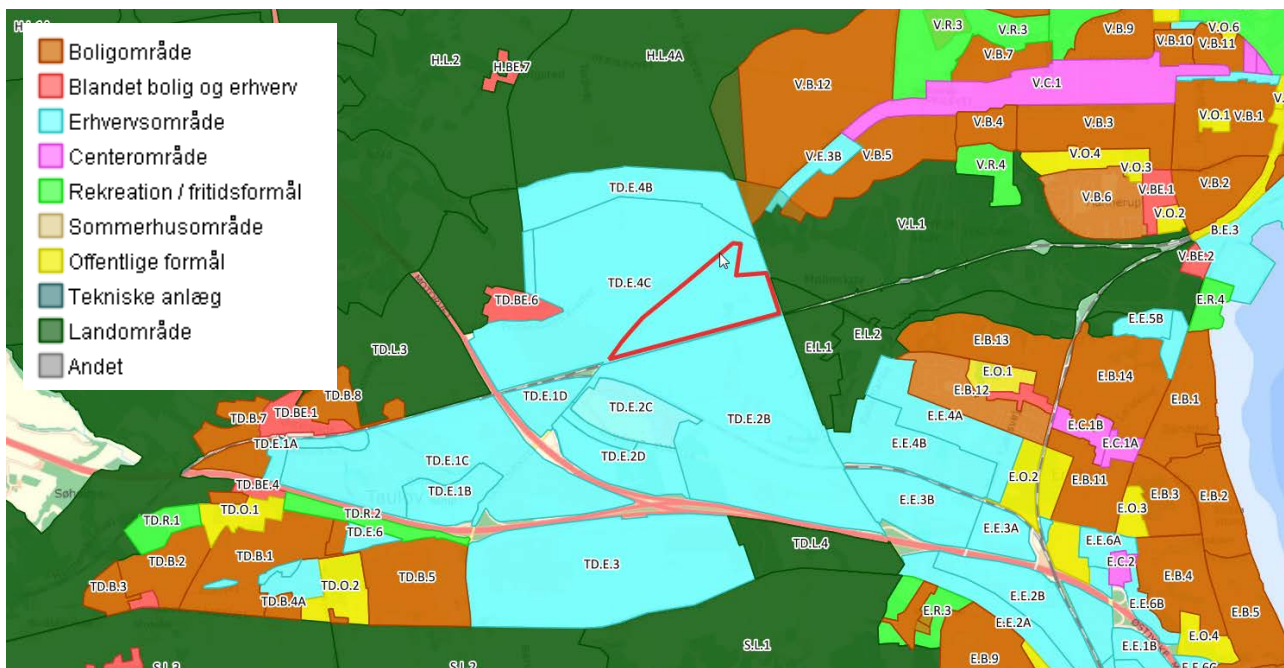 Boligområde
Blandet bolig og erhverv
Erhvervsområde
Centerområde
Rekreation / fritidsformål
Sommerhusområde
Offentlige formål
Tekniske anlæg
Landområde
Andet
H.L.2
H.BE.7
H.L.4A
V.R.3
V.R.3
V.B.7
V.B.9
V.O.6
V.B.10
V.B.11
V.B.12
V.C.1
V.B.4
V.B.3
V.O.1
V.B.1
V.E.3B
V.B.5
V.R.4
V.O.4
V.O.3
V.BE.1
V.B.2
V.B.6
V.O.2
TD.E.4B
V.L.1
B.E.3
V.BE.2
TD.E.4C
TD.BE.6
E.R.4
E.E.5B
TD.L.3
E.L.1
E.L.2
E.B.13
E.O.1
E.B.14
E.B.12
E.B.1
TD.B.8
TD.B.7
TD.BE.1
TD.E.1D
TD.E.2C
TD.E.2B
E.E.4A
E.C.1B
E.C.1A
TD.E.1A
E.E.4B
TD.E.1C
TD.E.2D
TD.BE.4
TD.E.1B
Taulov
E.O.2
E.B.11
E.B.3
E.B.2
E.E.3B
E.O.3
Søh
TD.R.1
TD.O.1
TD.R.2
TD.E.6
E.E.3A
E.E.6A
TD.B.2
TD.B.1
TD.E.3
TD.L.4
E.C.2
E.B.4
TD.B.3
TD.O.2
TD.B.5
TD.B.4A
E.R.3
E.E.2B
E.E.6B
E.B.5
E.E.2A
E.O.4
S.L.1
E.E.1B
E.B.9
S.L.3
S.L.2
E.E.6C